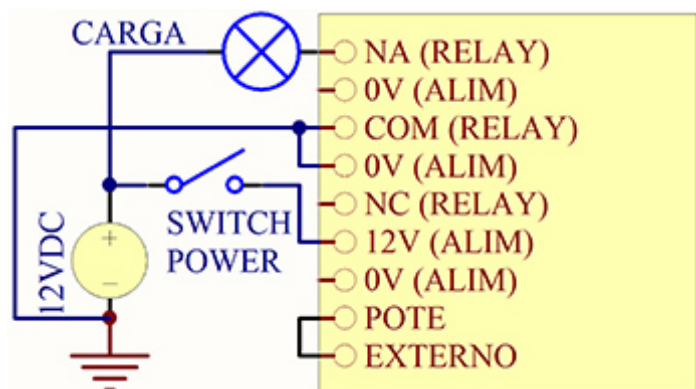 CARGA
NA (RELAY)
0V (ALIM)
COM (RELAY)
0V (ALIM)
NC (RELAY)
SWITCH
POWER
12V (ALIM)
12VDC
0V (ALIM)
POTE
EXTERNO